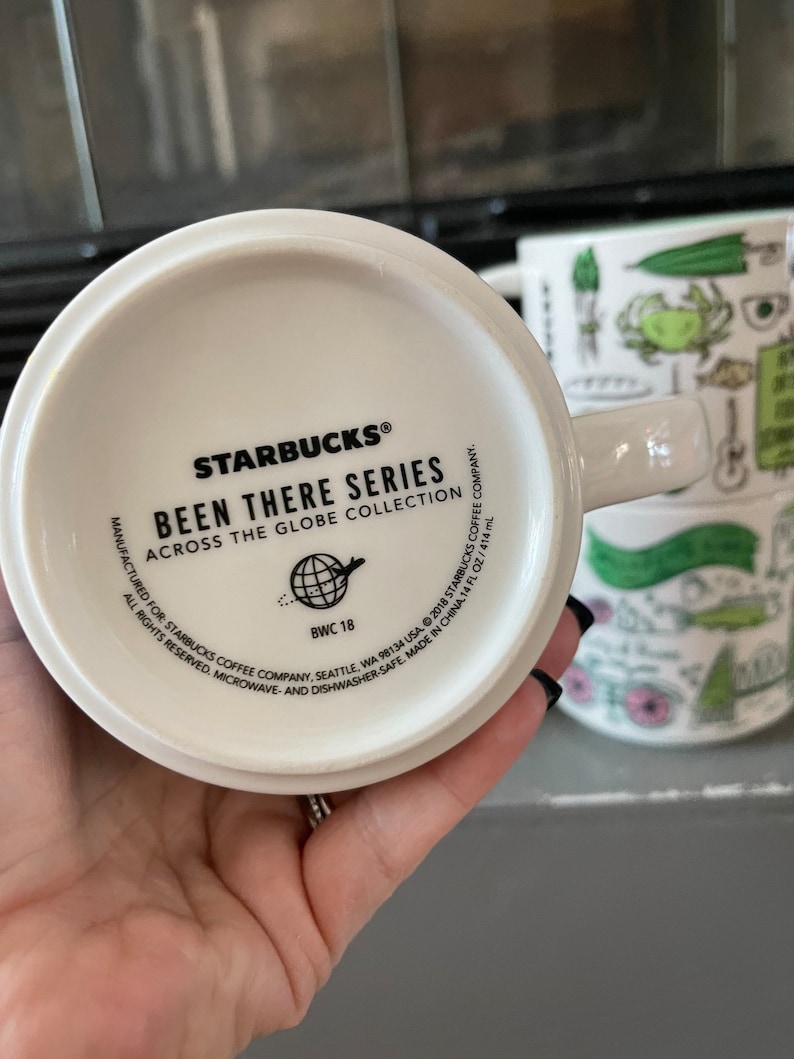 STARBUCKS®
BEEN THERE SERIES
ACROSS THE GLOBE COLLECTION
BWC 18
MANUFACTURED FOR: STARBUCKS COFFEE COMPANY, SEATTLE, WA 98134 USA. © 2018 STARBUCKS COFFEE COMPANY.
ALL RIGHTS RESERVED. MICROWAVE- AND DISHWASHER-SAFE. MADE IN CHINA. 14 FL OZ / 414 mL